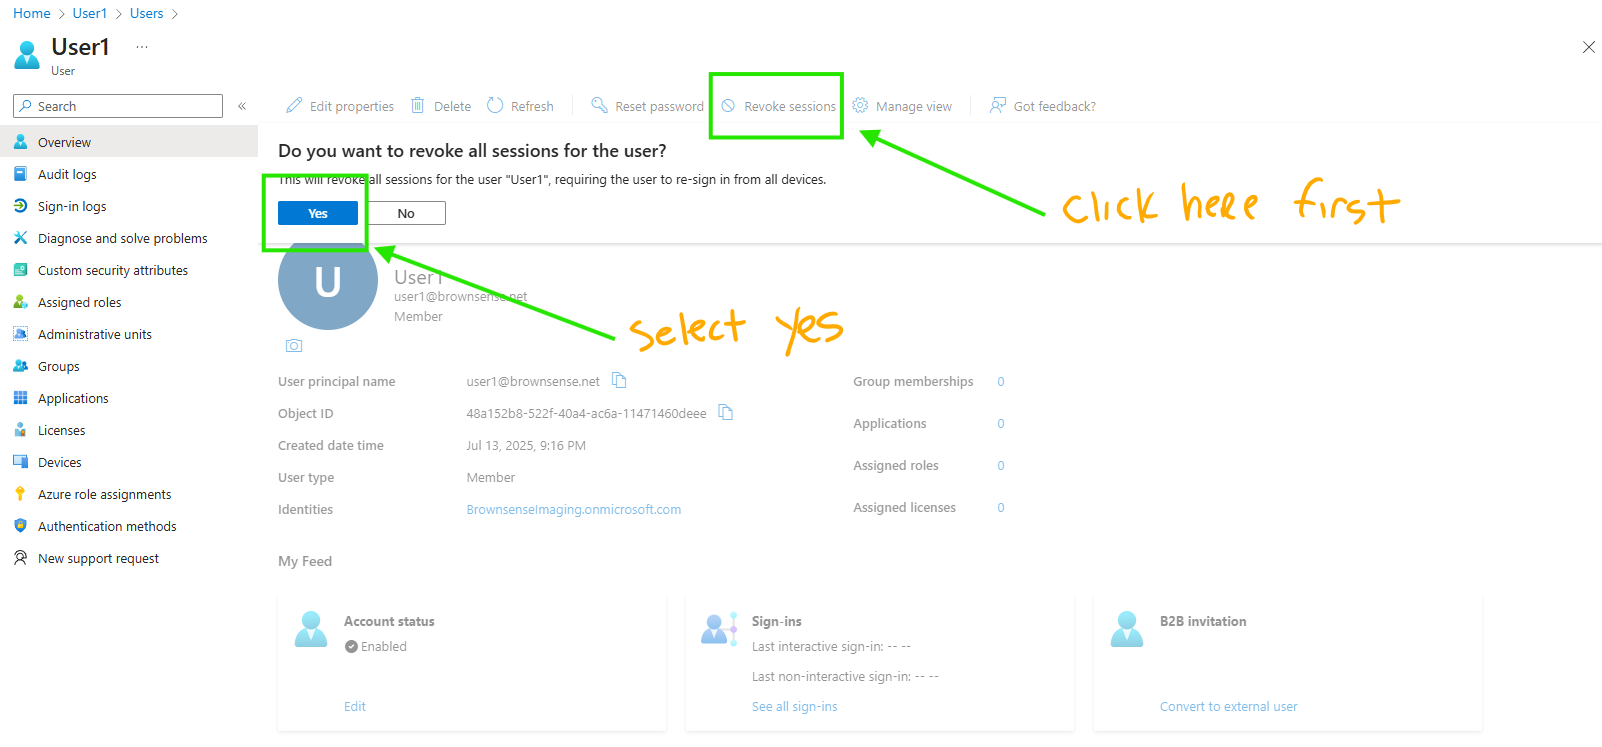 Home > User1 > Users >
User1 ...
User
Search «
Edit properties Delete Refresh Reset password Revoke sessions Manage view Got feedback?
Overview
Audit logs
Sign-in logs
Diagnose and solve problems
Custom security attributes
Assigned roles
Administrative units
Groups
Applications
Licenses
Devices
Azure role assignments
Authentication methods
New support request
Do you want to revoke all sessions for the user?
This will revoke all sessions for the user "User1", requiring the user to re-sign in from all devices.
Yes No
click here first
select yes
U
User1
user1@brownsense.net
Member
User principal name user1@brownsense.net
Object ID 48a152b8-522f-40a4-ac6a-11471460deee
Created date time Jul 13, 2025, 9:16 PM
User type Member
Identities BrownsenseImaging.onmicrosoft.com
Group memberships 0
Applications 0
Assigned roles 0
Assigned licenses 0
My Feed
Account status
Enabled
Edit
Sign-ins
Last interactive sign-in: -- --
Last non-interactive sign-in: -- --
See all sign-ins
B2B invitation
Convert to external user